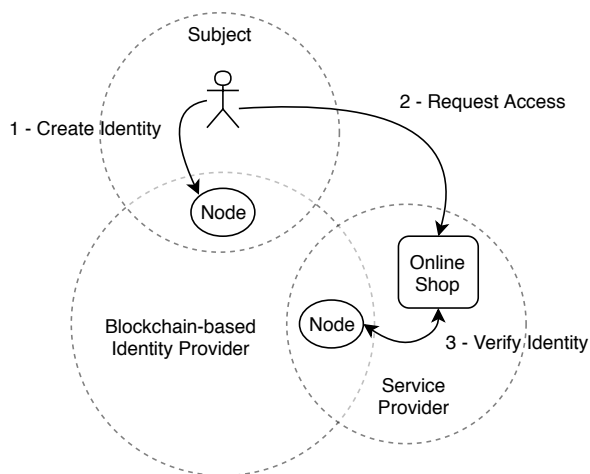 Subject
1 - Create Identity
2 - Request Access
Node
Online
Shop
Blockchain-based
Identity Provider
Node
3 - Verify Identity
Service
Provider